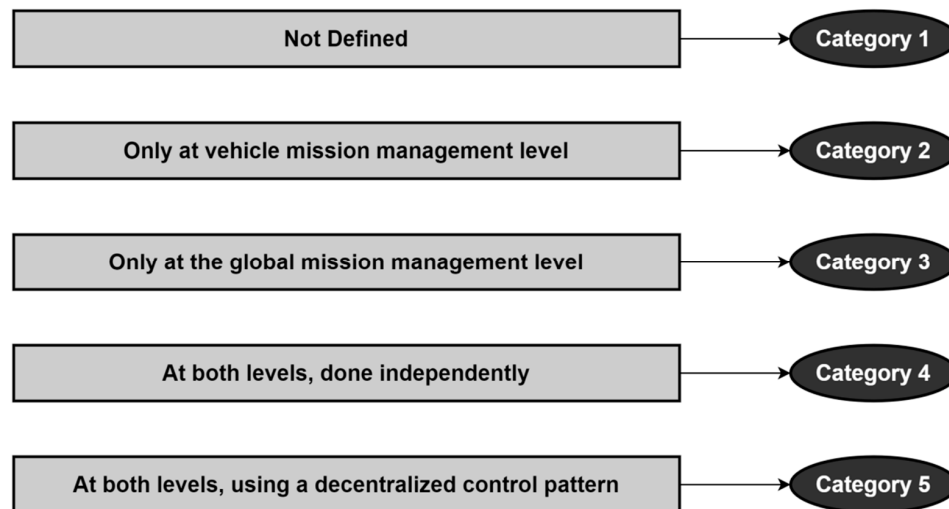 Not Defined
Category 1
Only at vehicle mission management level
Category 2
Only at the global mission management level
Category 3
At both levels, done independently
Category 4
At both levels, using a decentralized control pattern
Category 5